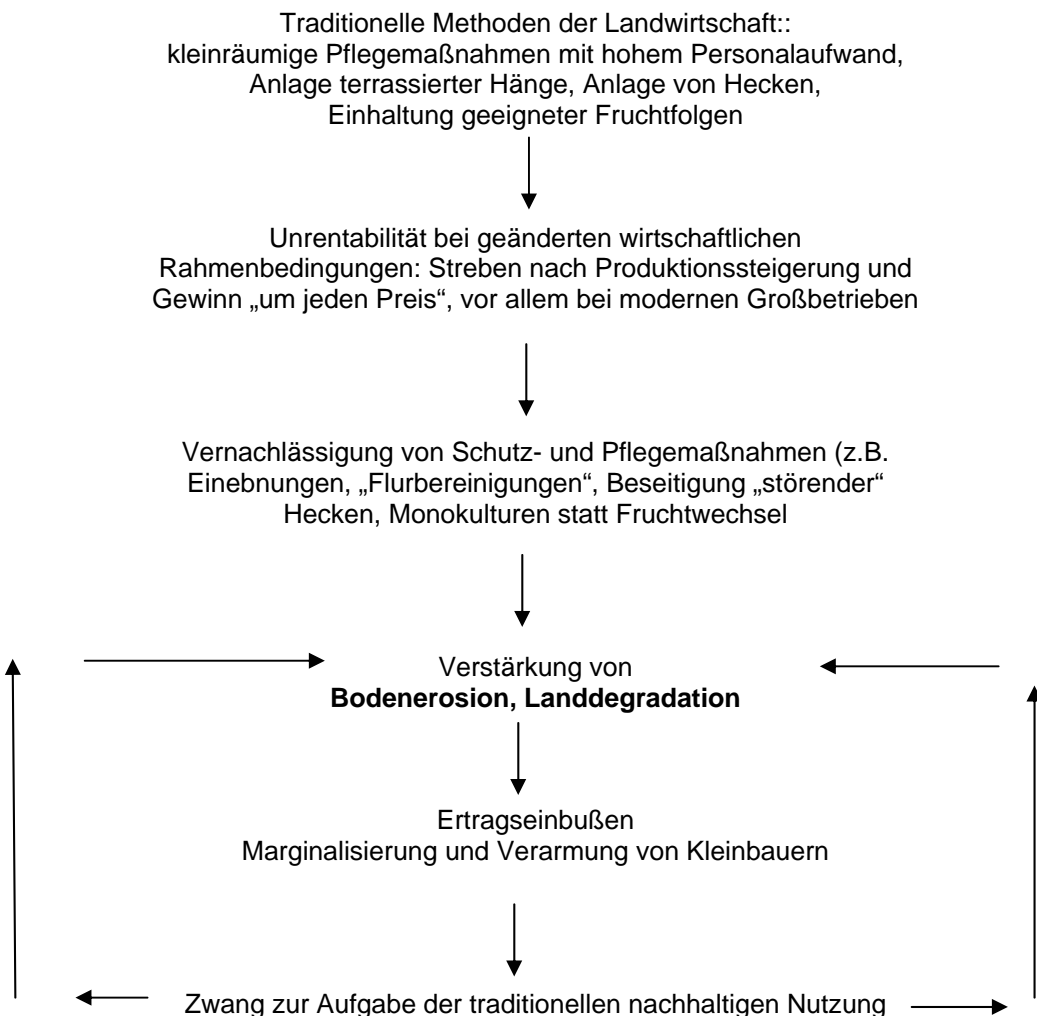 Traditionelle Methoden der Landwirtschaft::
kleinräumige Pflegemaßnahmen mit hohem Personalaufwand,
Anlage terrassierter Hänge, Anlage von Hecken,
Einhaltung geeigneter Fruchtfolgen
Unrentabilität bei geänderten wirtschaftlichen
Rahmenbedingungen: Streben nach Produktionssteigerung und
Gewinn „um jeden Preis“, vor allem bei modernen Großbetrieben
Vernachlässigung von Schutz- und Pflegemaßnahmen (z.B.
Einebnungen, „Flurbereinigungen“, Beseitigung „störender“
Hecken, Monokulturen statt Fruchtwechsel
Verstärkung von
Bodenerosion, Landdegradation
Ertragseinbußen
Marginalisierung und Verarmung von Kleinbauern
Zwang zur Aufgabe der traditionellen nachhaltigen Nutzung